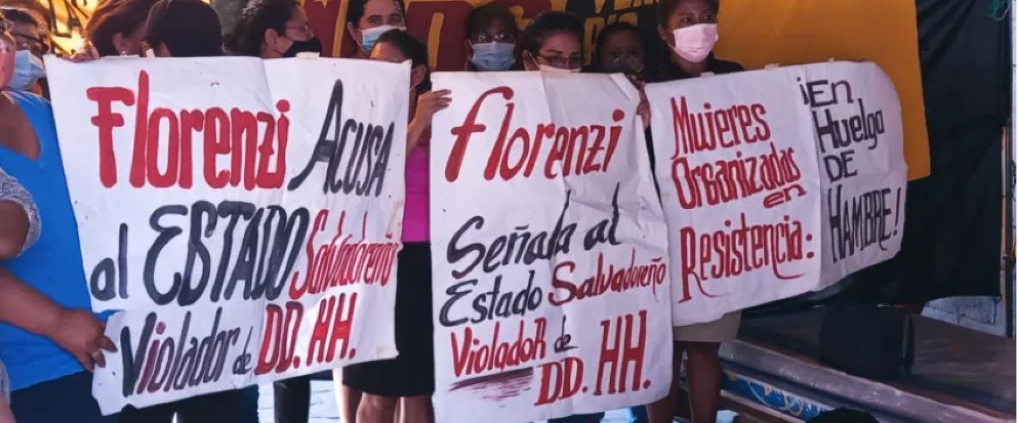 Florenzi Acusa
al ESTADO Salvadoreño
Violador de DD. HH.
florenzi
Señala al
Estado Salvadoreño
Violador de
DD. HH.
Mujeres
Organizadas
en
Resistencia:
¡En
Huelga
DE
HAMBRE!